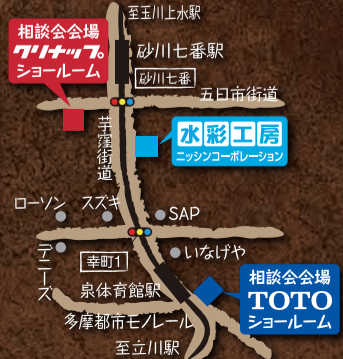 至玉川上水駅
相談会会場
クリナップ
ショールーム
砂川七番駅
砂川七番
五日市街道
芋窪街道
水彩工房
ニッシンコーポレーション
ローソン
スズキ
SAP
デニーズ
幸町1
いなげや
泉体育館駅
相談会会場
TOTO
ショールーム
多摩都市モノレール
至立川駅